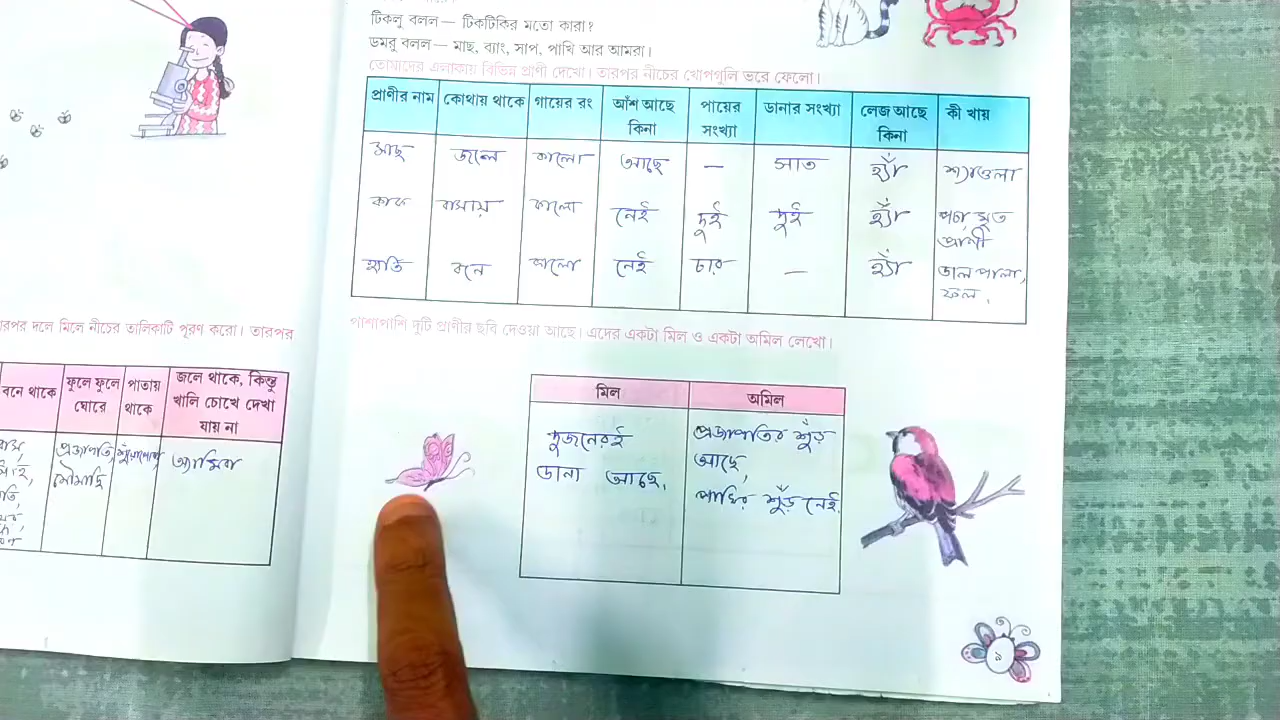 টিকলু বলল— টিকটিকির মতো কারা?
ডমরু বলল— মাছ, ব্যাং, সাপ, পাখি আর আমরা।
তোমাদের এলাকায় বিভিন্ন প্রাণী দেখো। তারপর নীচের খোপগুলি ভরে ফেলো।
প্রাণীর নাম কোথায় থাকে গায়ের রং আঁশ আছে কিনা পায়ের সংখ্যা ডানার সংখ্যা লেজ আছে কিনা কী খায়
মাছ জলে কালো আছে — সাত হ্যাঁ শ্যাওলা
কাক বাসায় কালো নেই দুই দুই হ্যাঁ পচা, মৃত প্রাণী
হাতি বনে কালো নেই চার — হ্যাঁ ডালপালা, ফল.
পাশাপাশি দুটি প্রাণীর ছবি দেওয়া আছে। এদের একটা মিল ও একটা অমিল লেখো।
মিল অমিল
দুজনেরই
ডানা আছে.
প্রজাপতির শুঁড়
আছে,
পাখির শুঁড় নেই.
৯
তারপর দলে মিলে নীচের তালিকাটি পূরণ করো। তারপর
বনে থাকে
ফুলে ফুলে
ঘোরে
পাতায়
থাকে
জলে থাকে, কিন্তু
খালি চোখে দেখা
যায় না
প্রজাপতি
মৌমাছি
শুঁয়োপোকা
অ্যামিবা